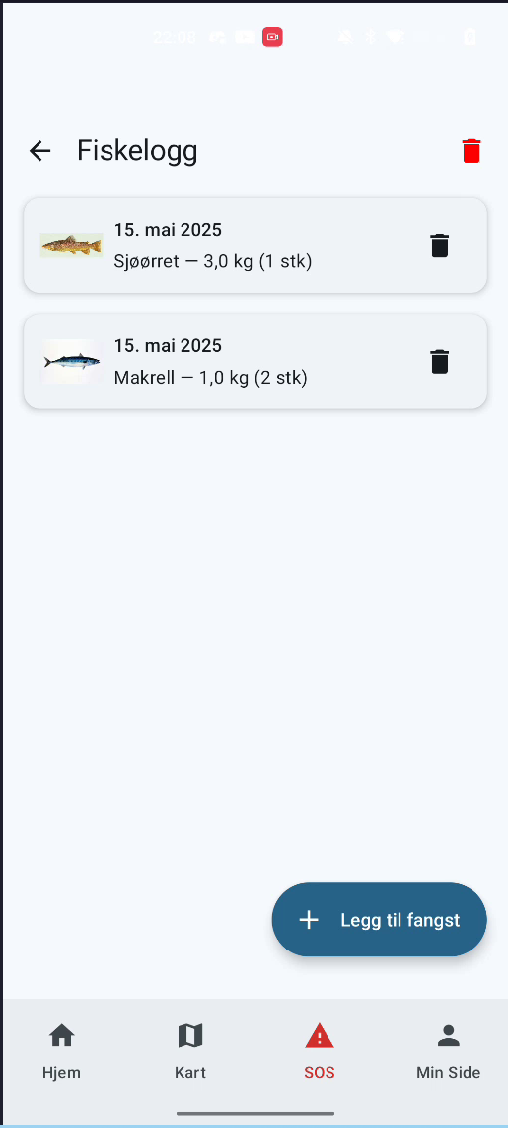 22:08
Fiskelogg
15. mai 2025
Sjøørret — 3,0 kg (1 stk)
15. mai 2025
Makrell — 1,0 kg (2 stk)
Legg til fangst
Hjem
Kart
SOS
Min Side